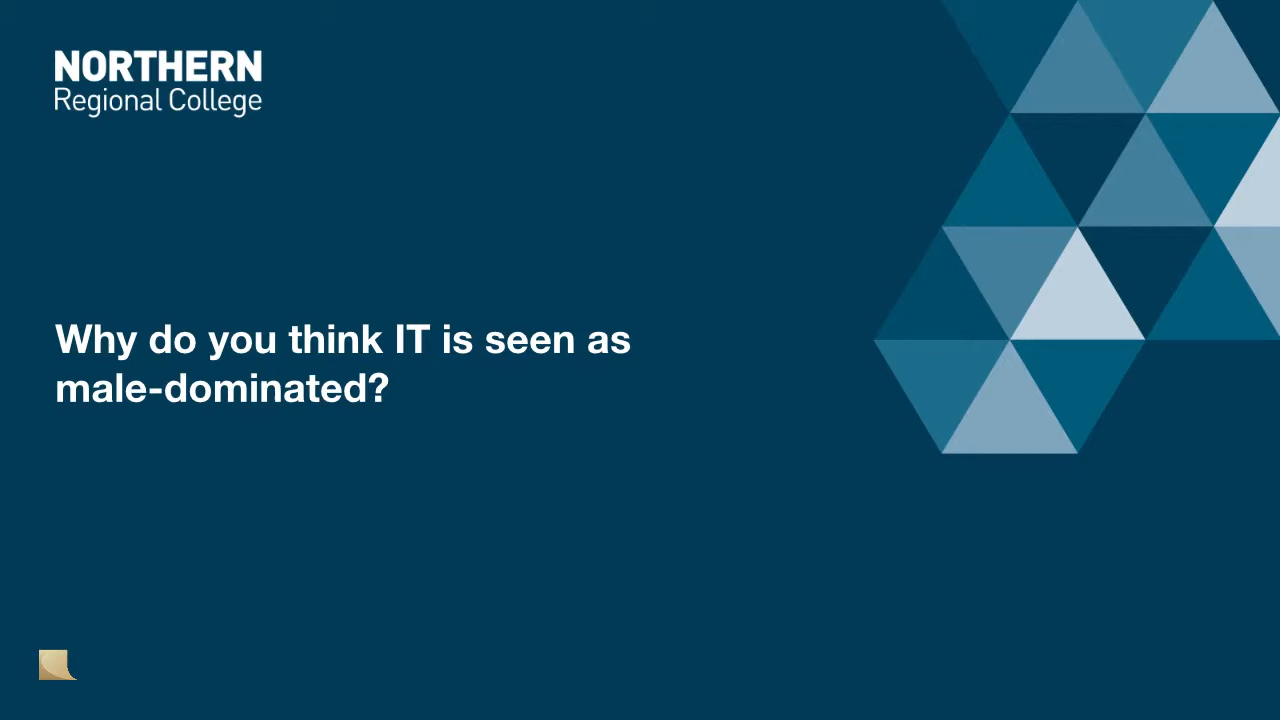 NORTHERN
Regional College
Why do you think IT is seen as
male-dominated?